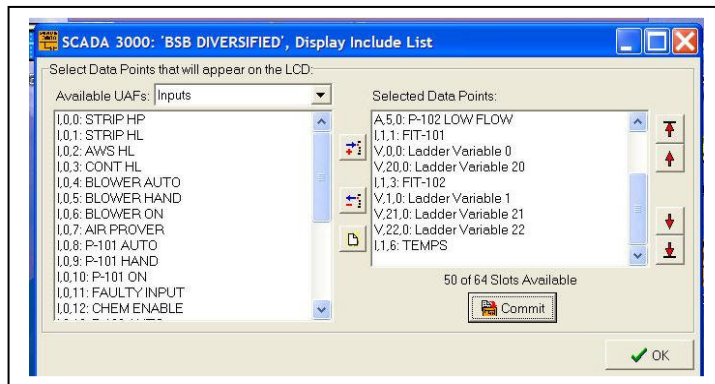 SCADA 3000: 'BSB DIVERSIFIED', Display Include List
Select Data Points that will appear on the LCD:
Available UAFs: Inputs
I,0,0: STRIP HP
I,0,1: STRIP HL
I,0,2: AWS HL
I,0,3: CONT HL
I,0,4: BLOWER AUTO
I,0,5: BLOWER HAND
I,0,6: BLOWER ON
I,0,7: AIR PROVER
I,0,8: P-101 AUTO
I,0,9: P-101 HAND
I,0,10: P-101 ON
I,0,11: FAULTY INPUT
I,0,12: CHEM ENABLE
Selected Data Points:
A,5,0: P-102 LOW FLOW
I,1,1: FIT-101
V,0,0: Ladder Variable 0
V,20,0: Ladder Variable 20
I,1,3: FIT-102
V,1,0: Ladder Variable 1
V,21,0: Ladder Variable 21
V,22,0: Ladder Variable 22
I,1,6: TEMPS
50 of 64 Slots Available
Commit
OK